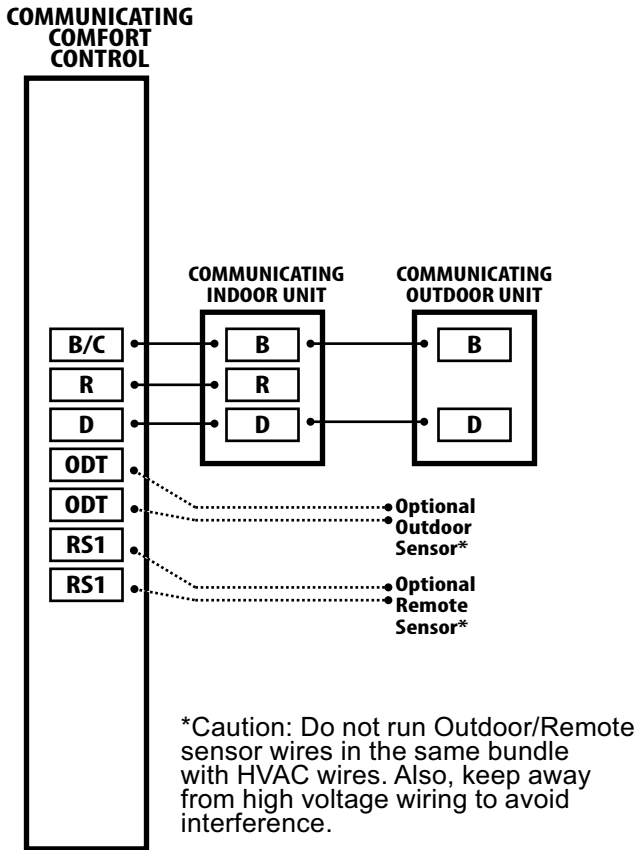 COMMUNICATING
COMFORT
CONTROL
COMMUNICATING
INDOOR UNIT
COMMUNICATING
OUTDOOR UNIT
B/C
B
B
R
R
D
D
D
ODT
ODT
Optional
Outdoor
Sensor*
RS1
RS1
Optional
Remote
Sensor*
*Caution: Do not run Outdoor/Remote
sensor wires in the same bundle
with HVAC wires. Also, keep away
from high voltage wiring to avoid
interference.